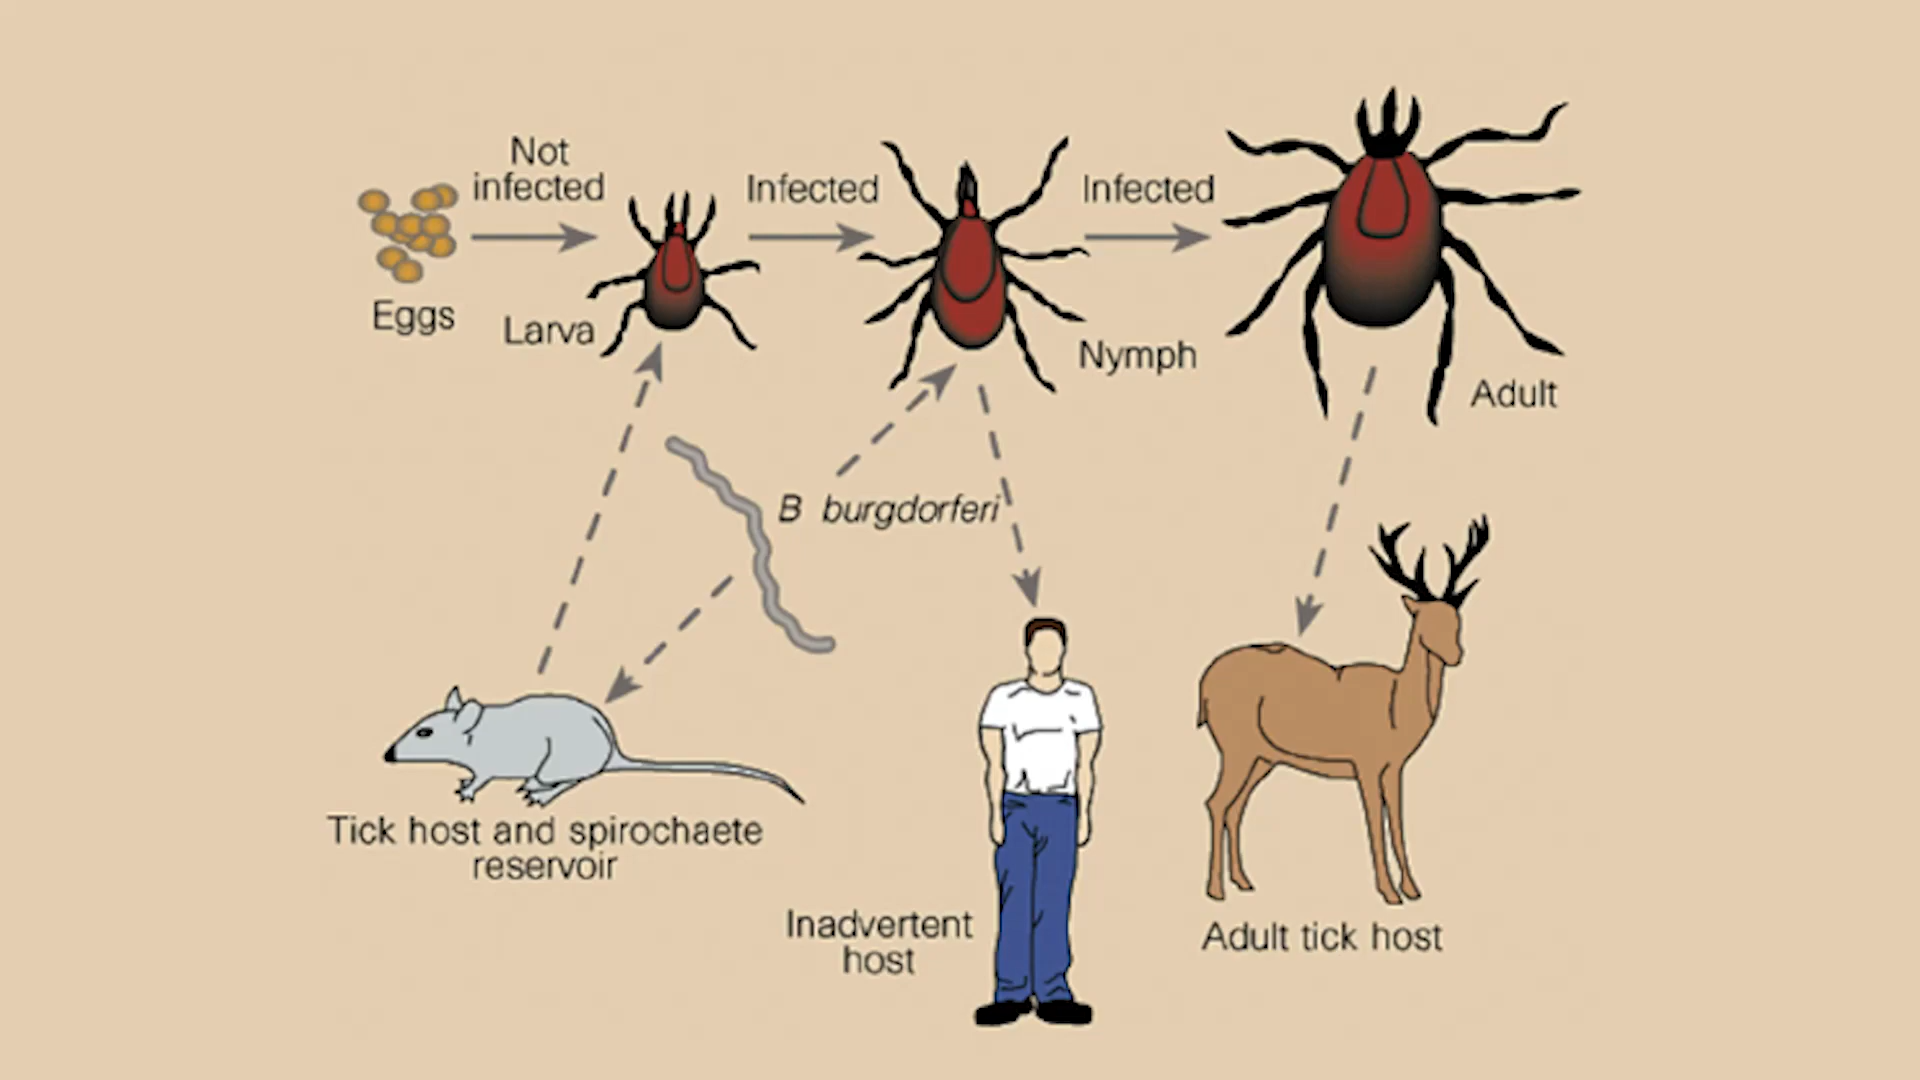 Not
infected
Infected
Infected
Eggs
Larva
Nymph
Adult
B burgdorferi
Tick host and spirochaete
reservoir
Inadvertent
host
Adult tick host